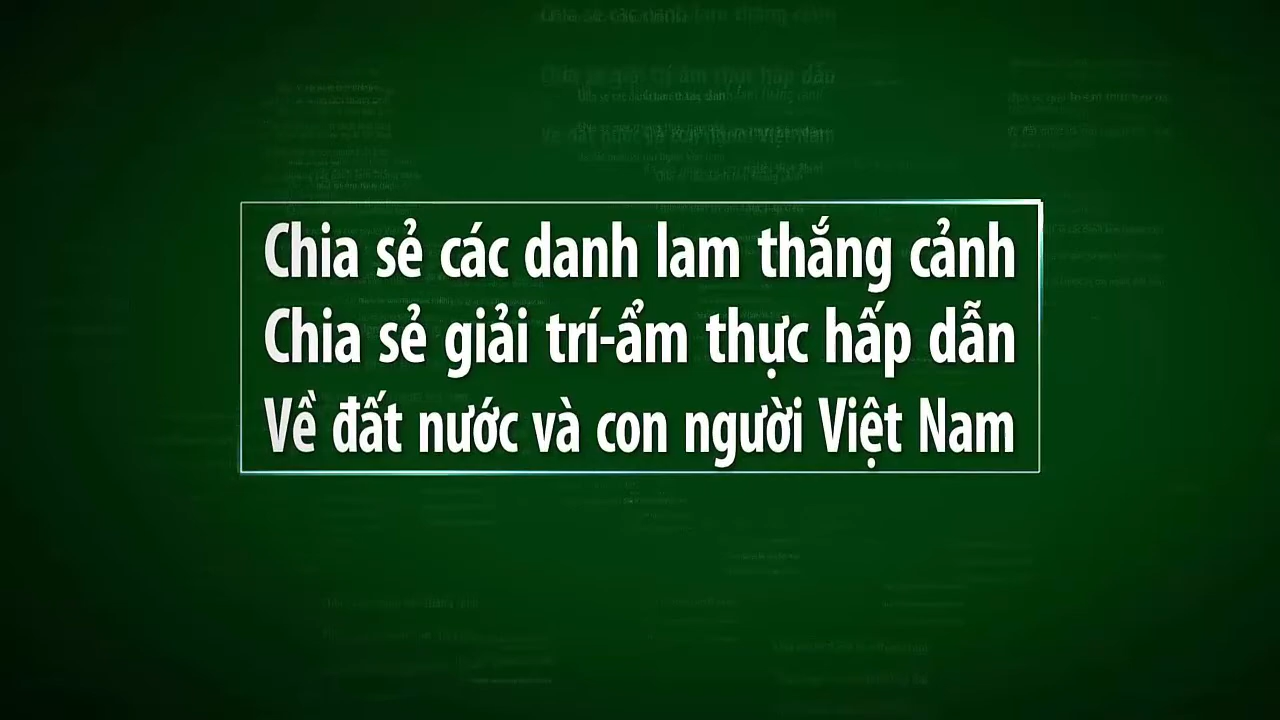 Chia sẻ các danh lam thắng cảnh
Chia sẻ giải trí-ẩm thực hấp dẫn
Về đất nước và con người Việt Nam